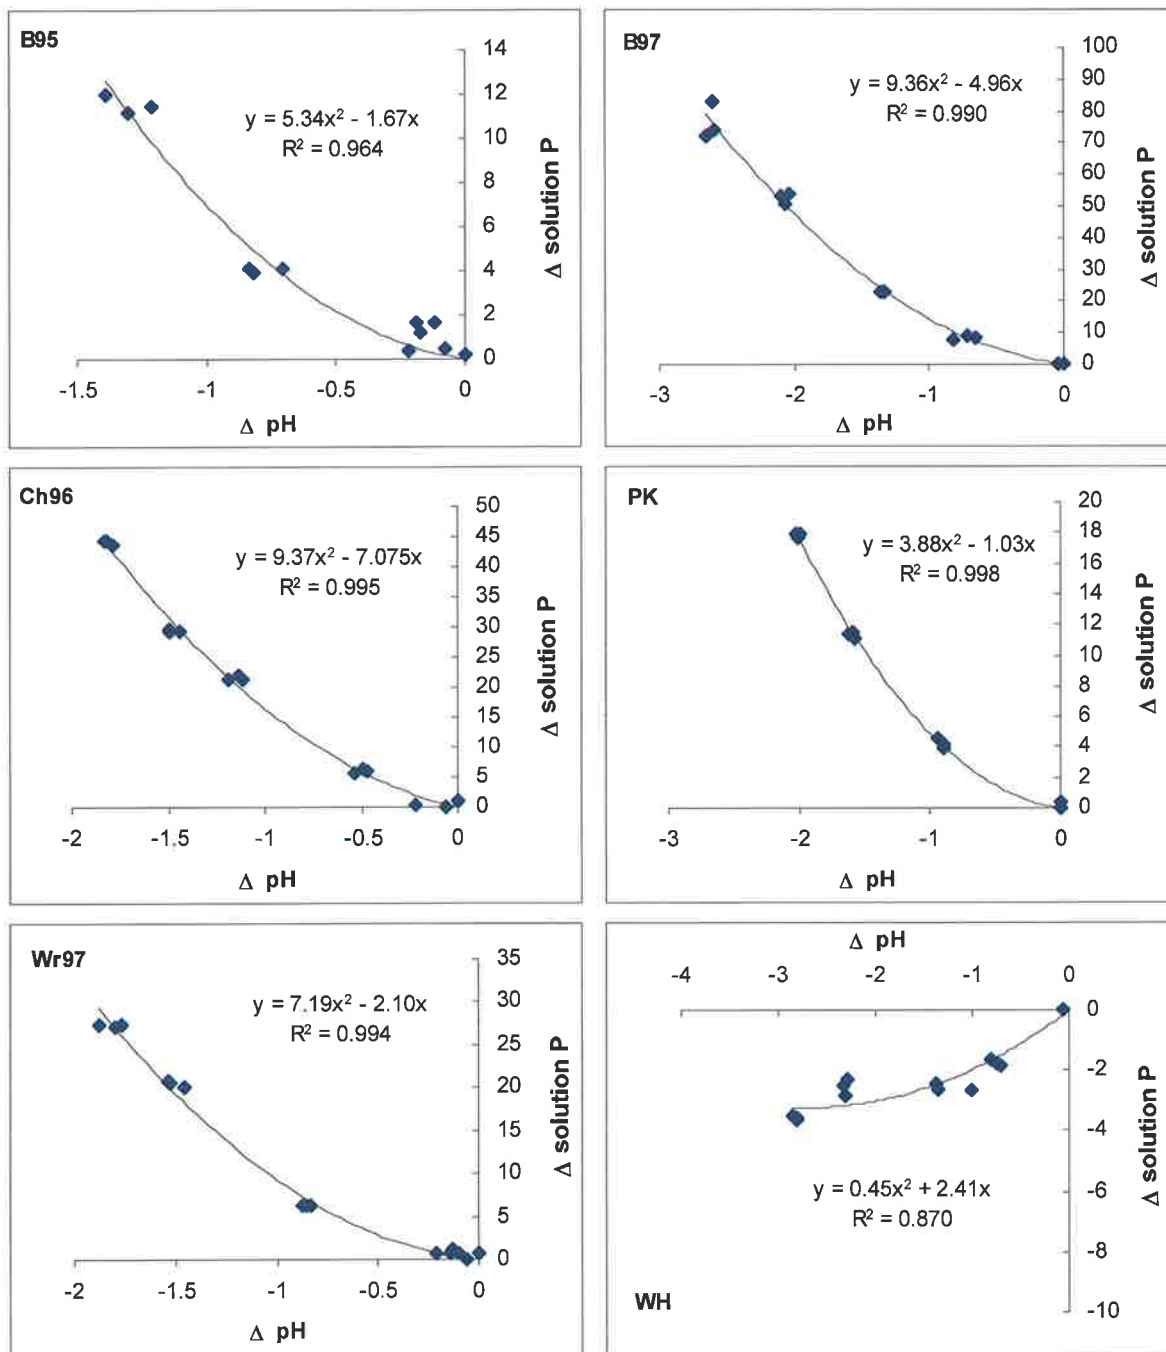 B95
y = 5.34x² - 1.67x
R² = 0.964
14
12
10
8
6
4
2
0
Δ solution P
-1.5 -1 -0.5 0
Δ pH
B97
y = 9.36x² - 4.96x
R² = 0.990
100
90
80
70
60
50
40
30
20
10
0
Δ solution P
-3 -2 -1 0
Δ pH
Ch96
y = 9.37x² - 7.075x
R² = 0.995
50
45
40
35
30
25
20
15
10
5
0
Δ solution P
-2 -1.5 -1 -0.5 0
Δ pH
PK
y = 3.88x² - 1.03x
R² = 0.998
20
18
16
14
12
10
8
6
4
2
0
Δ solution P
-3 -2 -1 0
Δ pH
Wr97
y = 7.19x² - 2.10x
R² = 0.994
35
30
25
20
15
10
5
0
Δ solution P
-2 -1.5 -1 -0.5 0
Δ pH
Δ pH
-4 -3 -2 -1 0
0
-2
-4
-6
-8
-10
Δ solution P
y = 0.45x² + 2.41x
R² = 0.870
WH